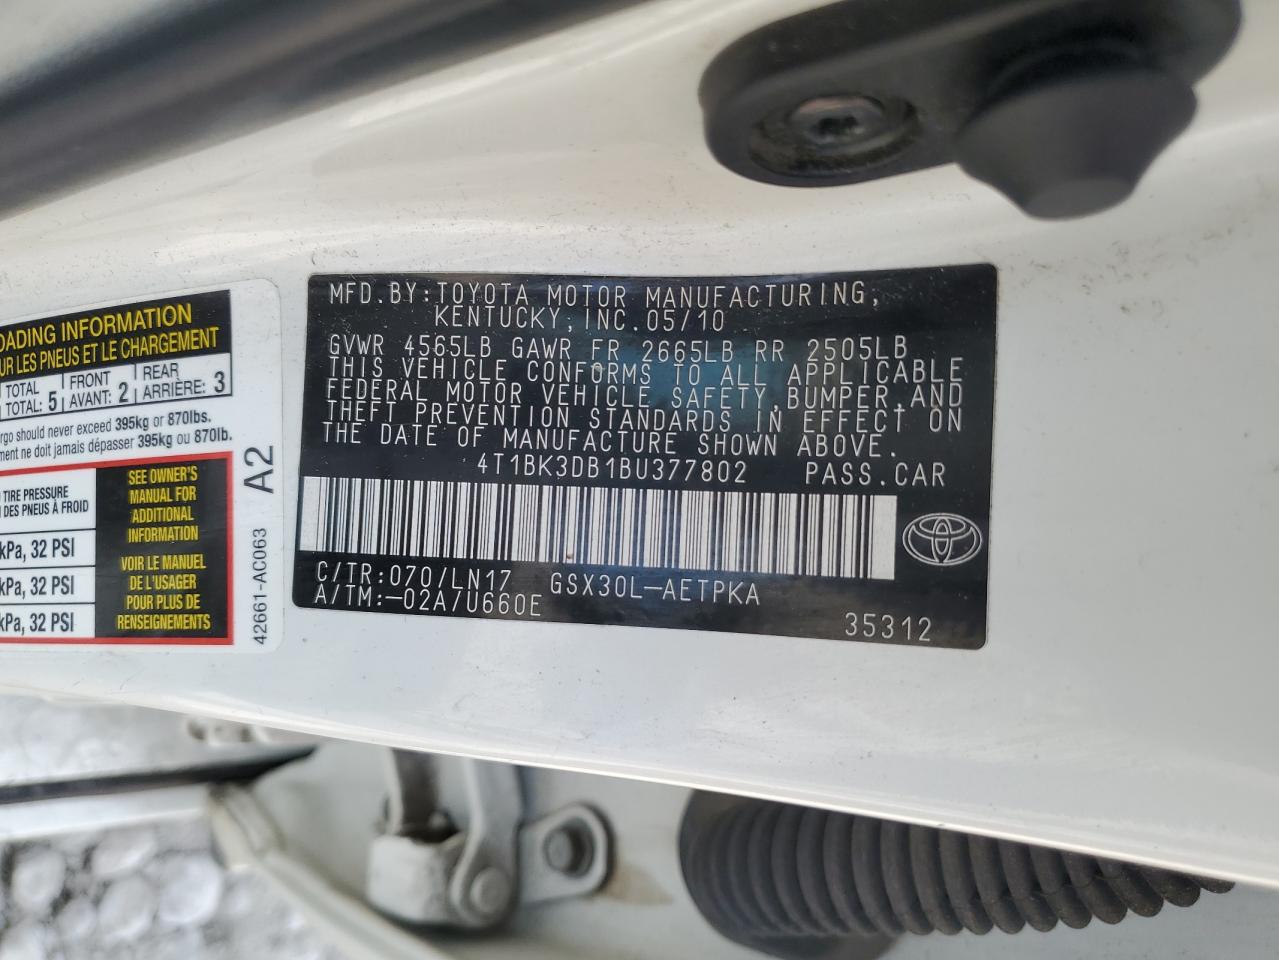 MFD.BY:TOYOTA MOTOR MANUFACTURING,
KENTUCKY,INC.05/10
GVWR 4565LB GAWR FR 2665LB RR 2505LB
THIS VEHICLE CONFORMS TO ALL APPLICABLE
FEDERAL MOTOR VEHICLE SAFETY,BUMPER,AND
THEFT PREVENTION STANDARDS IN EFFECT ON
THE DATE OF MANUFACTURE SHOWN ABOVE.
4T1BK3DB1BU377802 PASS.CAR
C/TR:070/LN17 GSX30L-AETPKA
A/TM:-02A/U660E
35312
OADING INFORMATION
UR LES PNEUS ET LE CHARGEMENT
TOTAL FRONT REAR
TOTAL: 5 AVANT: 2 ARRIÈRE: 3
rgo should never exceed 395kg or 870lbs.
ment ne doit jamais dépasser 395kg ou 870lb.
TIRE PRESSURE
DES PNEUS À FROID
kPa, 32 PSI
kPa, 32 PSI
kPa, 32 PSI
SEE OWNER'S
MANUAL FOR
ADDITIONAL
INFORMATION
VOIR LE MANUEL
DE L'USAGER
POUR PLUS DE
RENSEIGNEMENTS
42661-AC063 A2